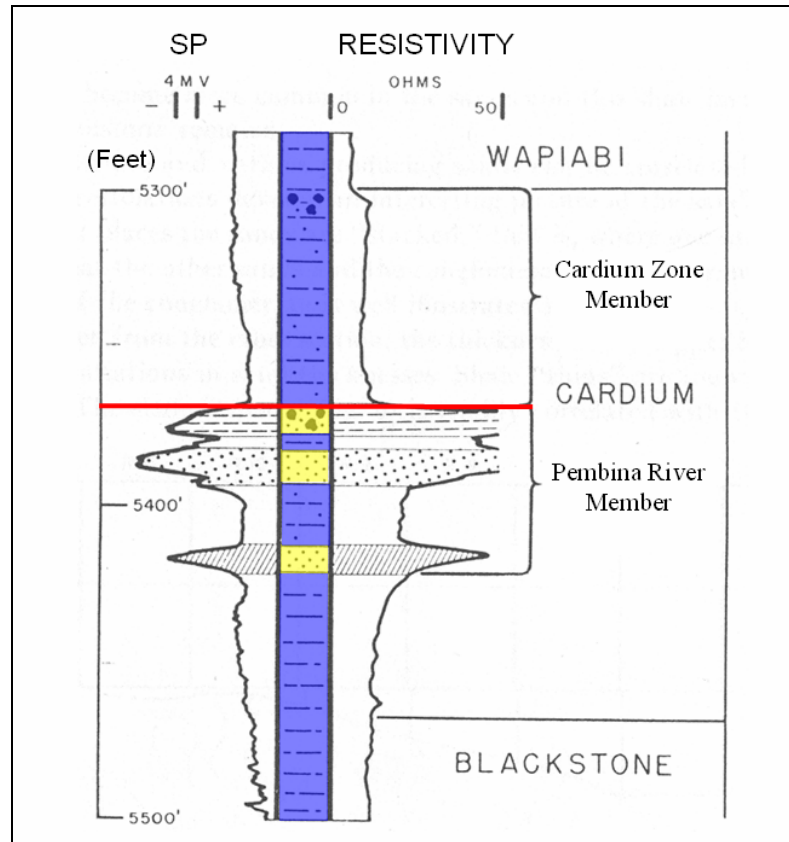 SP RESISTIVITY
4 MV OHMS
- + 0 50
(Feet) WAPIABI
5300'
Cardium Zone
Member
CARDIUM
Pembina River
Member
5400'
BLACKSTONE
5500'